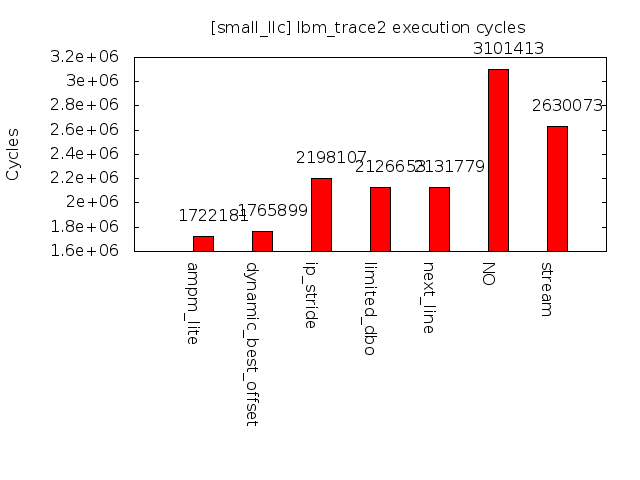 [small_llc] lbm_trace2 execution cycles
Cycles
3.2e+06
3e+06
2.8e+06
2.6e+06
2.4e+06
2.2e+06
2e+06
1.8e+06
1.6e+06
1722181
1765899
2198107
2126653
2131779
3101413
2630073
ampm_lite
dynamic_best_offset
ip_stride
limited_dbo
next_line
NO
stream